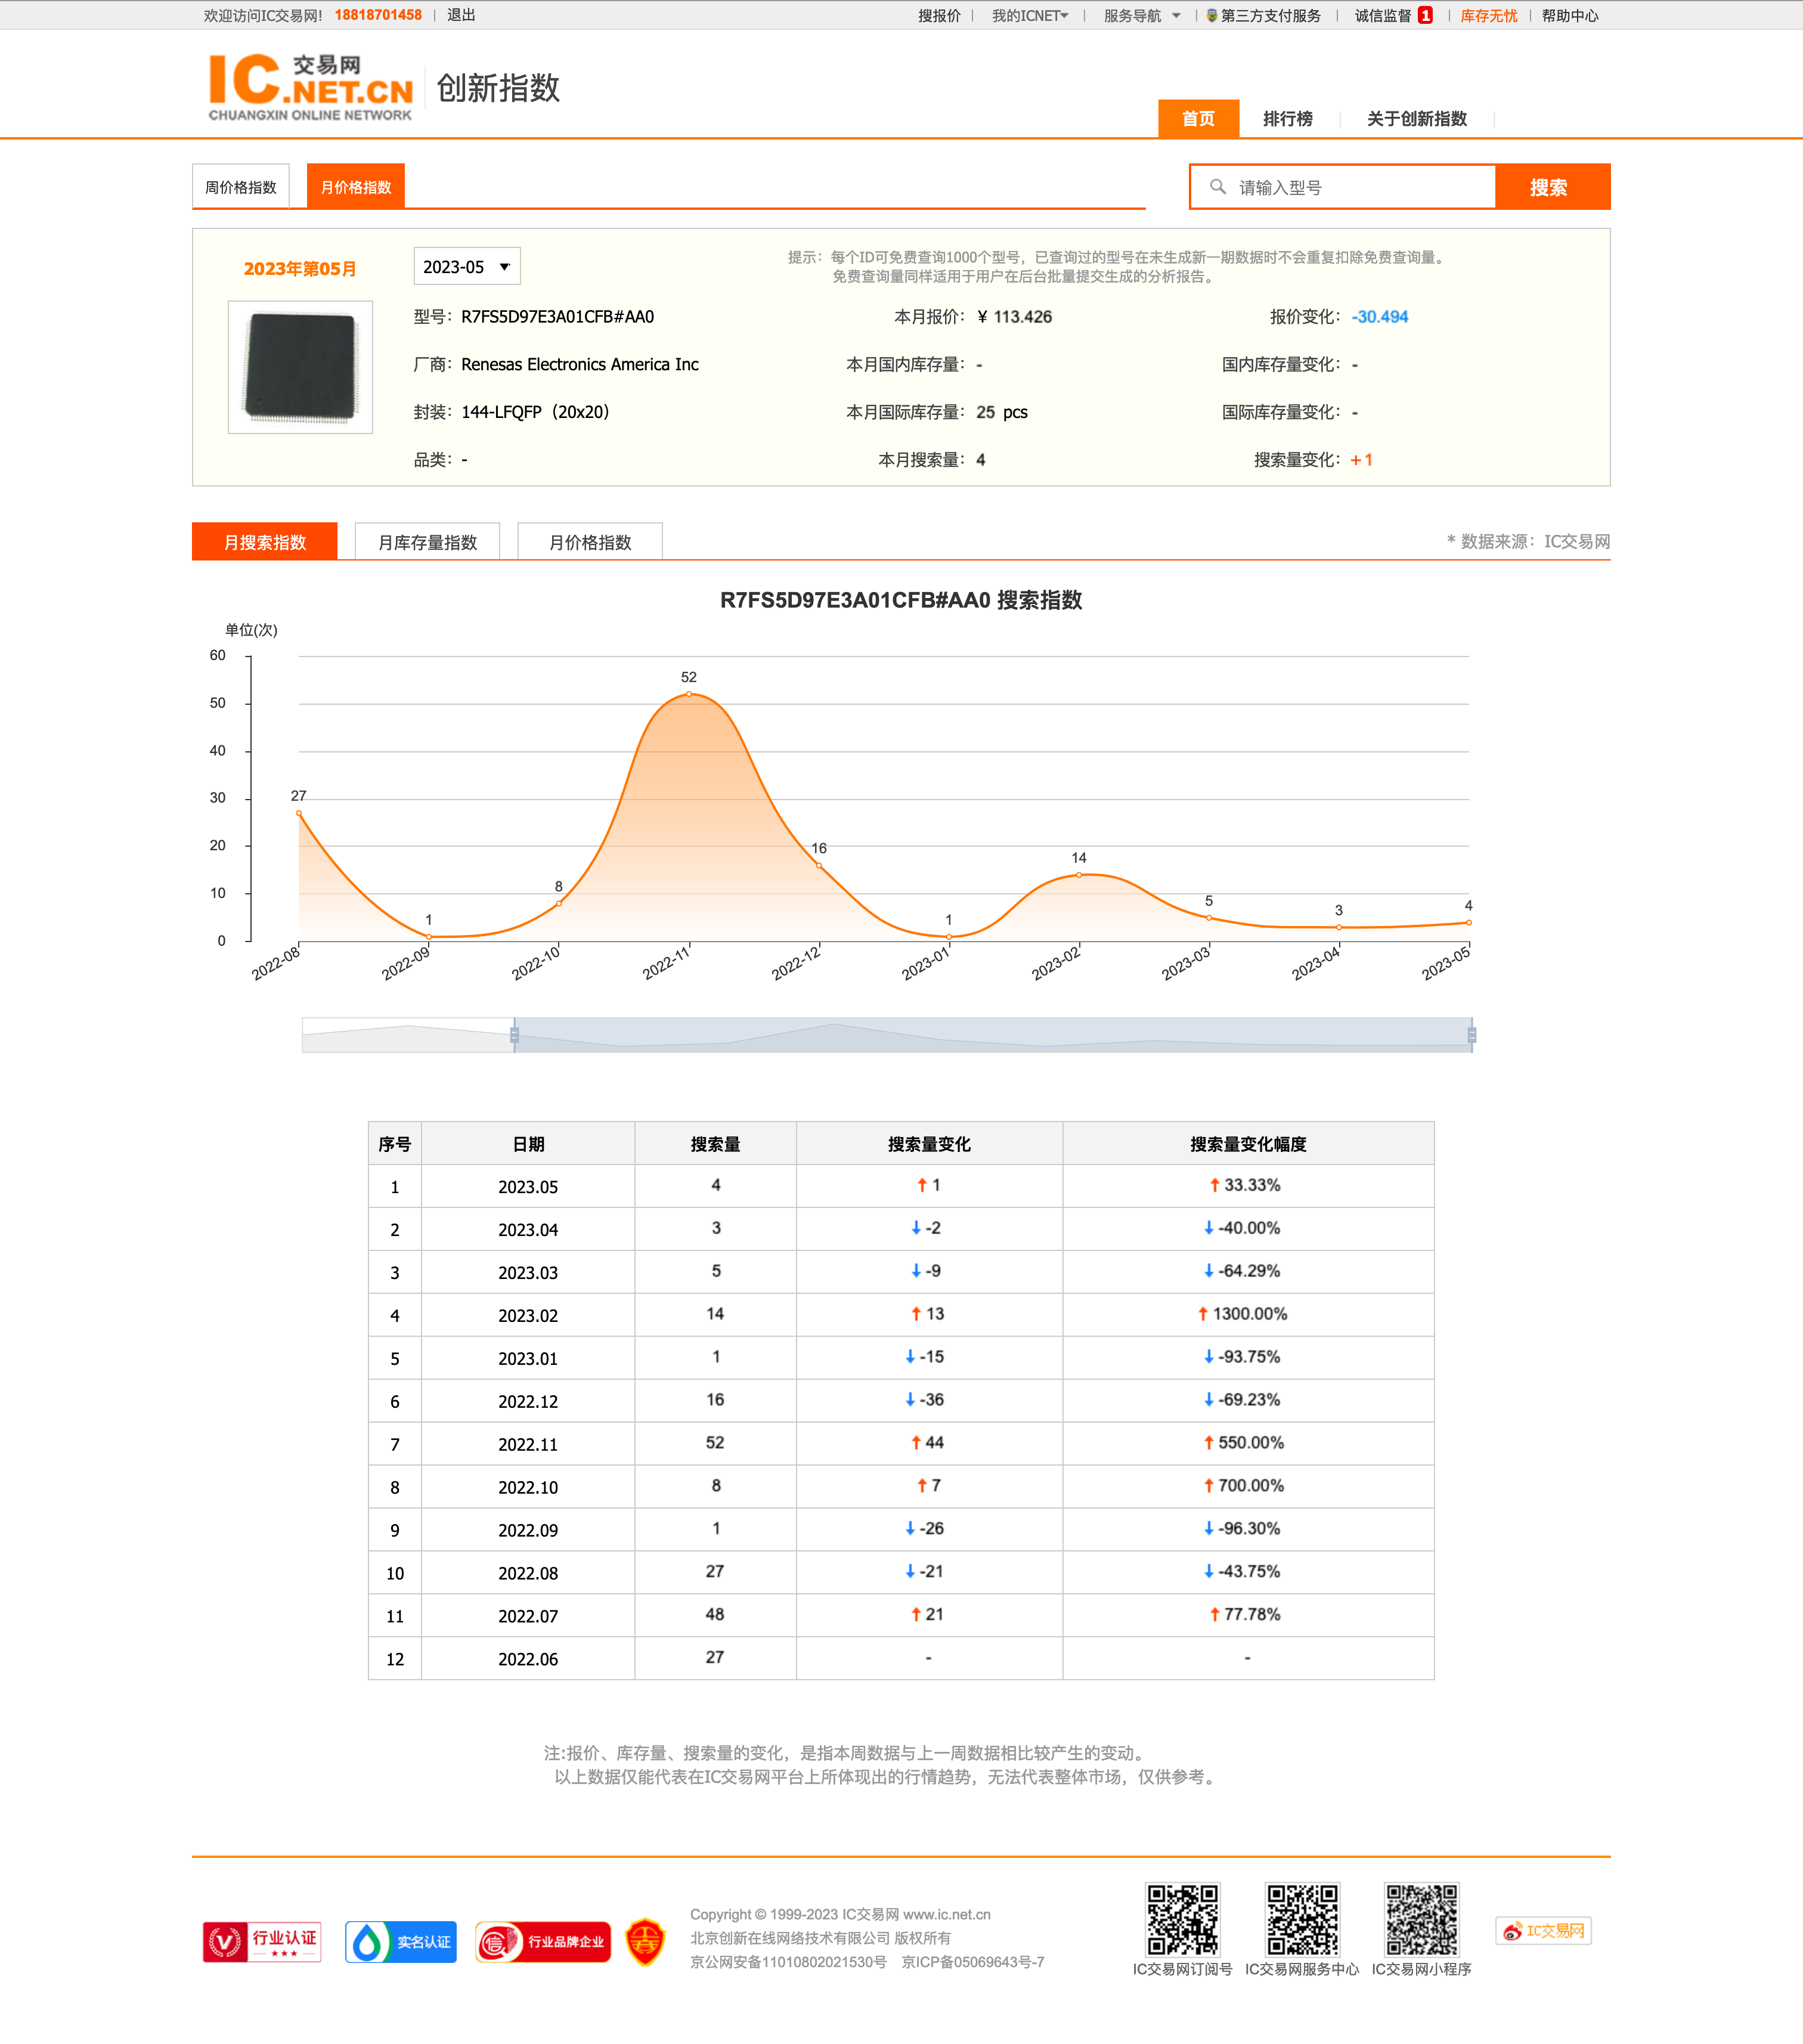 欢迎访问IC交易网! 18818701458 | 退出
搜报价 | 我的ICNET | 服务导航 | 第三方支付服务 | 诚信监督 1 | 库存无忧 | 帮助中心
IC交易网
.NET.CN
CHUANGXIN ONLINE NETWORK
创新指数
首页 排行榜 关于创新指数
周价格指数 月价格指数
请输入型号 搜索
2023年第05月
2023-05
提示：每个ID可免费查询1000个型号，已查询过的型号在未生成新一期数据时不会重复扣除免费查询量。
免费查询量同样适用于用户在后台批量提交生成的分析报告。
型号：R7FS5D97E3A01CFB#AA0 本月报价：¥ 113.426 报价变化：-30.494
厂商：Renesas Electronics America Inc 本月国内库存量：- 国内库存量变化：-
封装：144-LFQFP（20x20） 本月国际库存量：25 pcs 国际库存量变化：-
品类：- 本月搜索量：4 搜索量变化：+1
月搜索指数 月库存量指数 月价格指数 * 数据来源：IC交易网
R7FS5D97E3A01CFB#AA0 搜索指数
单位(次)
60
50
40
30
20
10
0
27
1
8
52
16
1
14
5
3
4
2022-08 2022-09 2022-10 2022-11 2022-12 2023-01 2023-02 2023-03 2023-04 2023-05
序号 日期 搜索量 搜索量变化 搜索量变化幅度
1 2023.05 4 ↑ 1 ↑ 33.33%
2 2023.04 3 ↓ -2 ↓ -40.00%
3 2023.03 5 ↓ -9 ↓ -64.29%
4 2023.02 14 ↑ 13 ↑ 1300.00%
5 2023.01 1 ↓ -15 ↓ -93.75%
6 2022.12 16 ↓ -36 ↓ -69.23%
7 2022.11 52 ↑ 44 ↑ 550.00%
8 2022.10 8 ↑ 7 ↑ 700.00%
9 2022.09 1 ↓ -26 ↓ -96.30%
10 2022.08 27 ↓ -21 ↓ -43.75%
11 2022.07 48 ↑ 21 ↑ 77.78%
12 2022.06 27 - -
注:报价、库存量、搜索量的变化，是指本周数据与上一周数据相比较产生的变动。
以上数据仅能代表在IC交易网平台上所体现出的行情趋势，无法代表整体市场，仅供参考。
行业认证
实名认证
信 行业品牌企业
Copyright © 1999-2023 IC交易网 www.ic.net.cn
北京创新在线网络技术有限公司 版权所有
京公网安备11010802021530号 京ICP备05069643号-7
IC交易网订阅号 IC交易网服务中心 IC交易网小程序
IC交易网